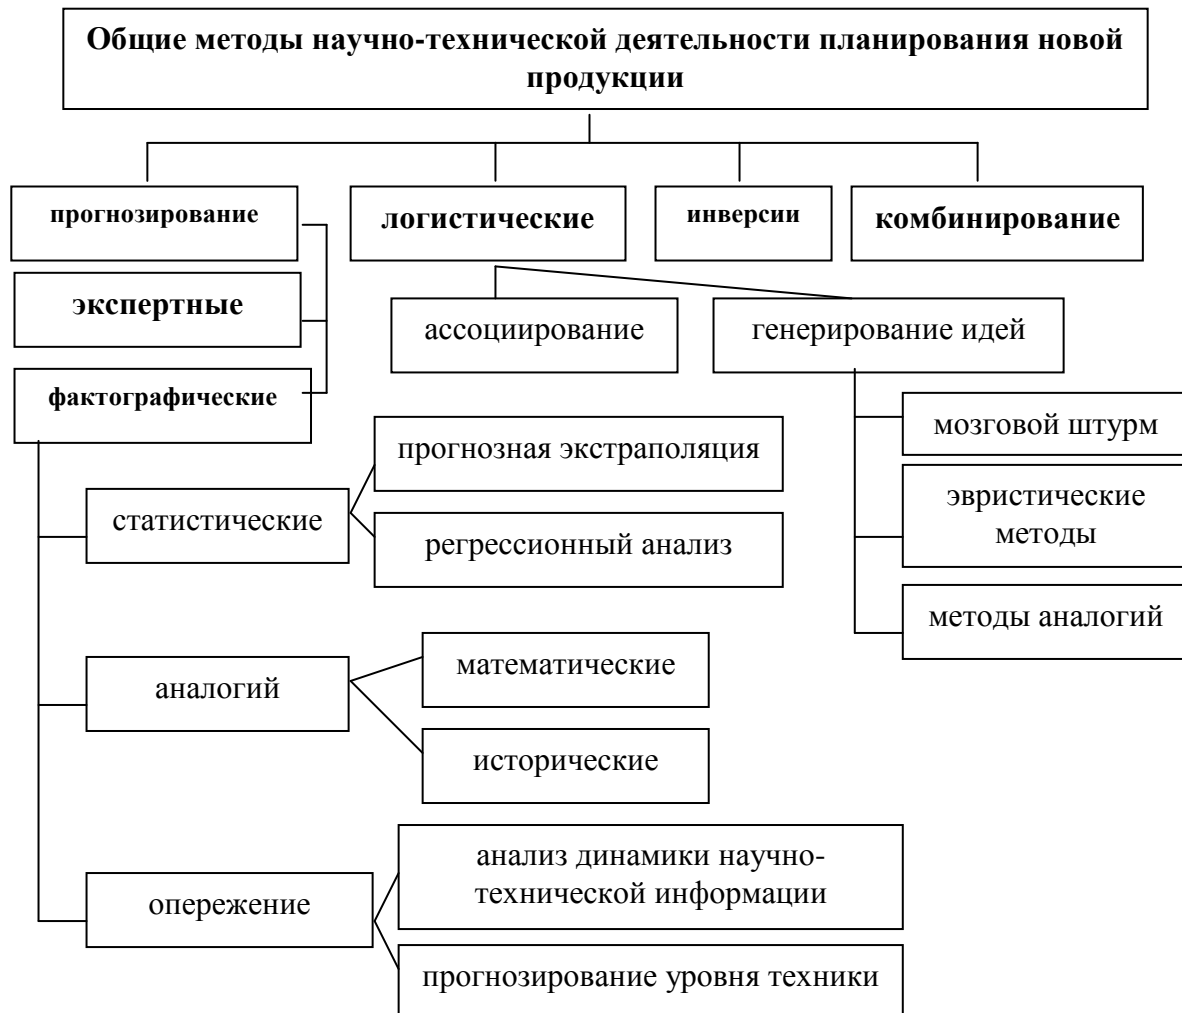 Общие методы научно-технической деятельности планирования новой
продукции
прогнозирование
логистические
инверсии
комбинирование
экспертные
ассоциирование
генерирование идей
фактографические
мозговой штурм
прогнозная экстраполяция
эвристические
методы
статистические
регрессионный анализ
методы аналогий
математические
аналогий
исторические
анализ динамики научно-
технической информации
опережение
прогнозирование уровня техники